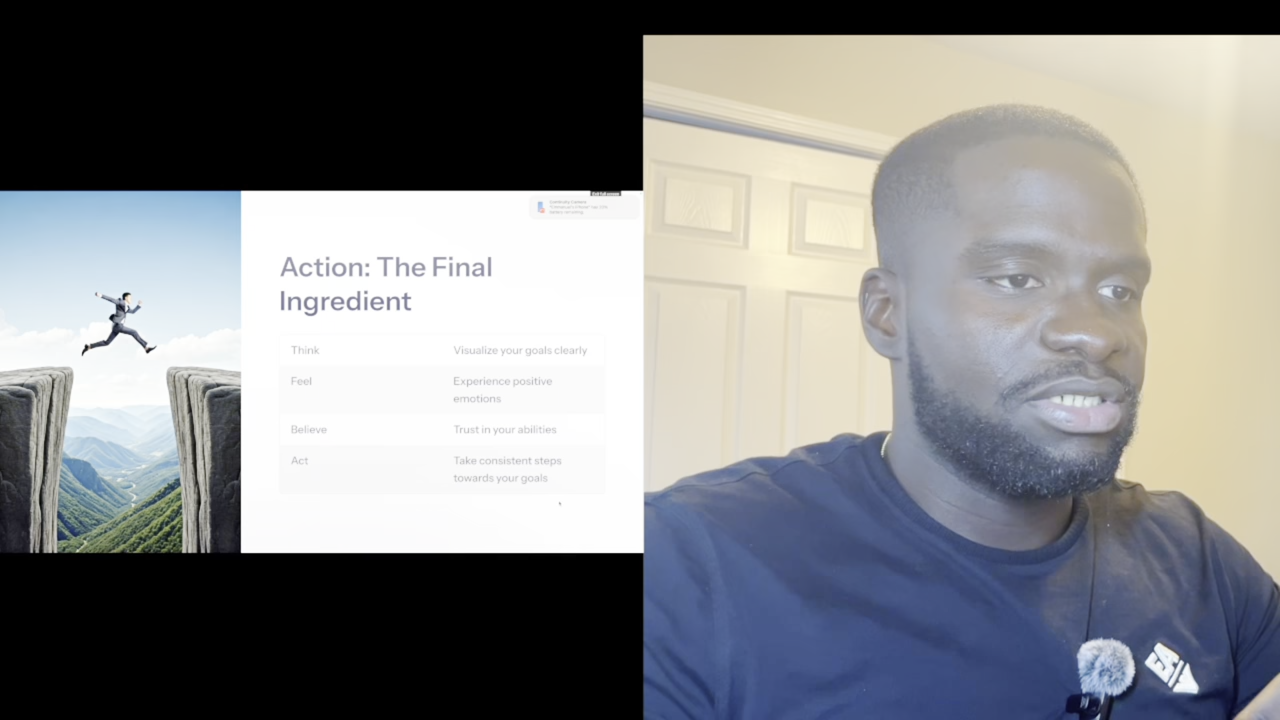 Action: The Final
Ingredient
Think
Visualize your goals clearly
Feel
Experience positive
emotions
Believe
Trust in your abilities
Act
Take consistent steps
towards your goals